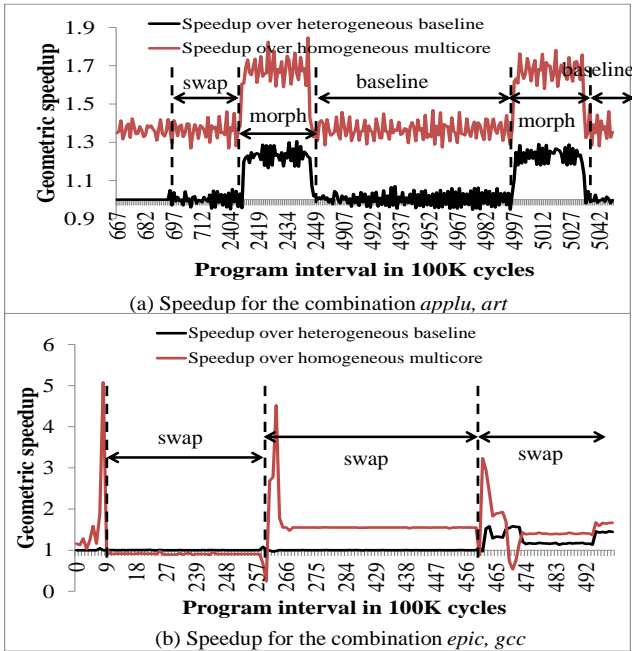 Speedup over heterogeneous baseline
Speedup over homogeneous multicore
Geometric speedup
1.9
1.7
1.5
1.3
1.1
0.9
swap
baseline
baseline
morph
morph
667 682 697 712 2404 2419 2434 2449 4907 4922 4937 4952 4967 4982 4997 5012 5027 5042
Program interval in 100K cycles
(a) Speedup for the combination applu, art
Speedup over heterogeneous baseline
Speedup over homogeneous multicore
Geometric speedup
6
5
4
3
2
1
0
swap
swap
swap
0 9 18 27 239 248 257 266 275 284 429 438 447 456 465 474 483 492
Program interval in 100K cycles
(b) Speedup for the combination epic, gcc